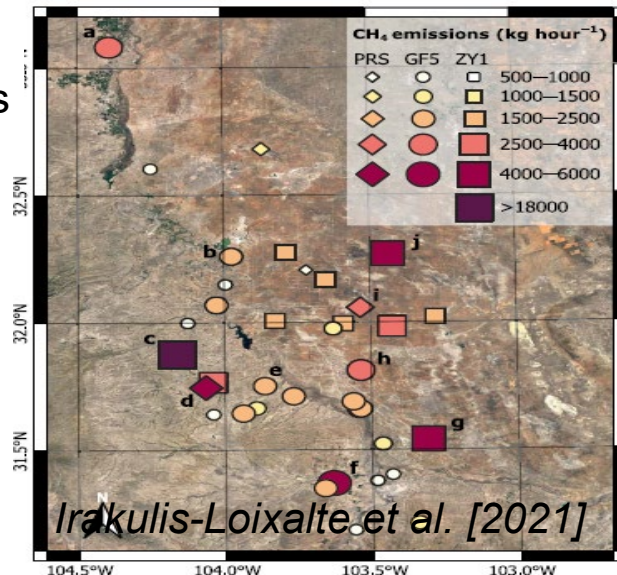 s
CH₄ emissions (kg hour⁻¹)
PRS GF5 ZY1
500—1000
1000—1500
1500—2500
2500—4000
4000—6000
>18000
a
b
j
i
c
h
e
d
g
f
32.5°N
32.0°N
31.5°N
N
Irakulis-Loixalte et al. [2021]
104.5°W 104.0°W 103.5°W 103.0°W